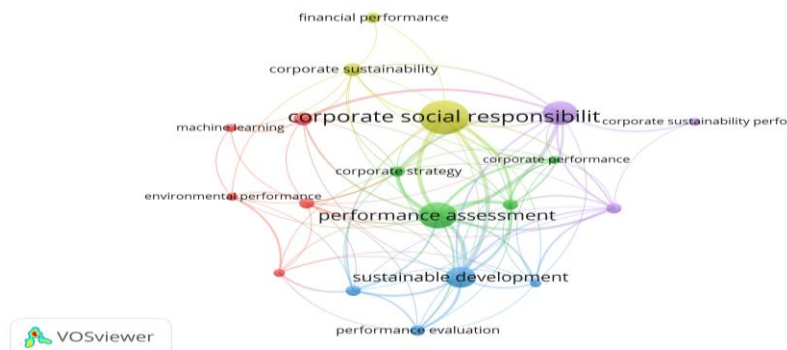 financial performance
corporate sustainability
corporate social responsibilit
corporate sustainability perfo
machine learning
corporate performance
corporate strategy
environmental performance
performance assessment
sustainable development
performance evaluation
VOSviewer